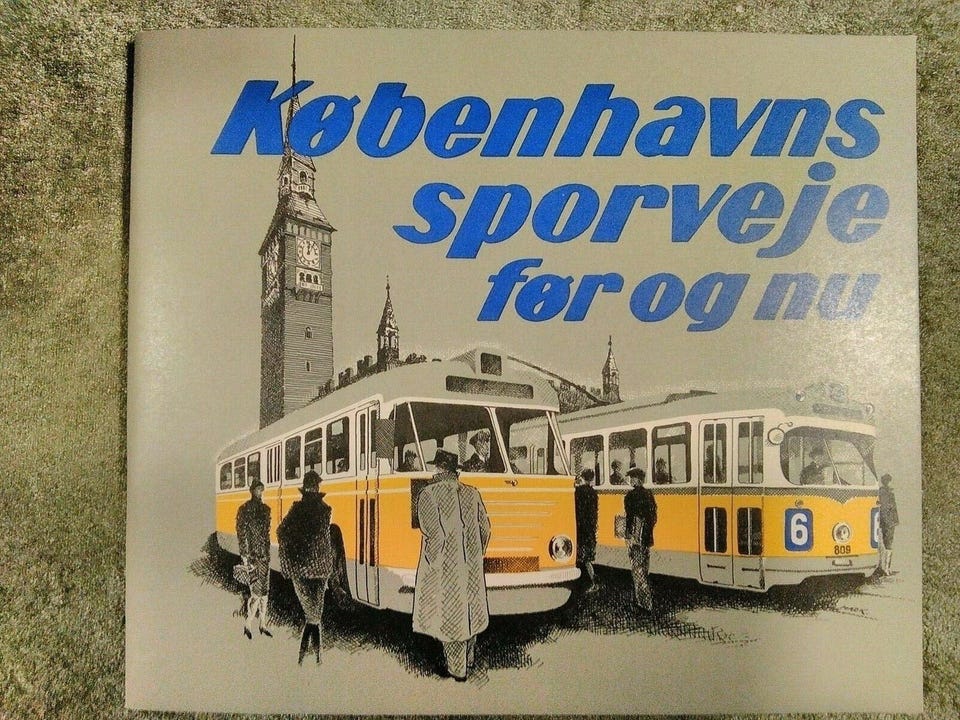 Københavns
sporveje
før og nu
6
809